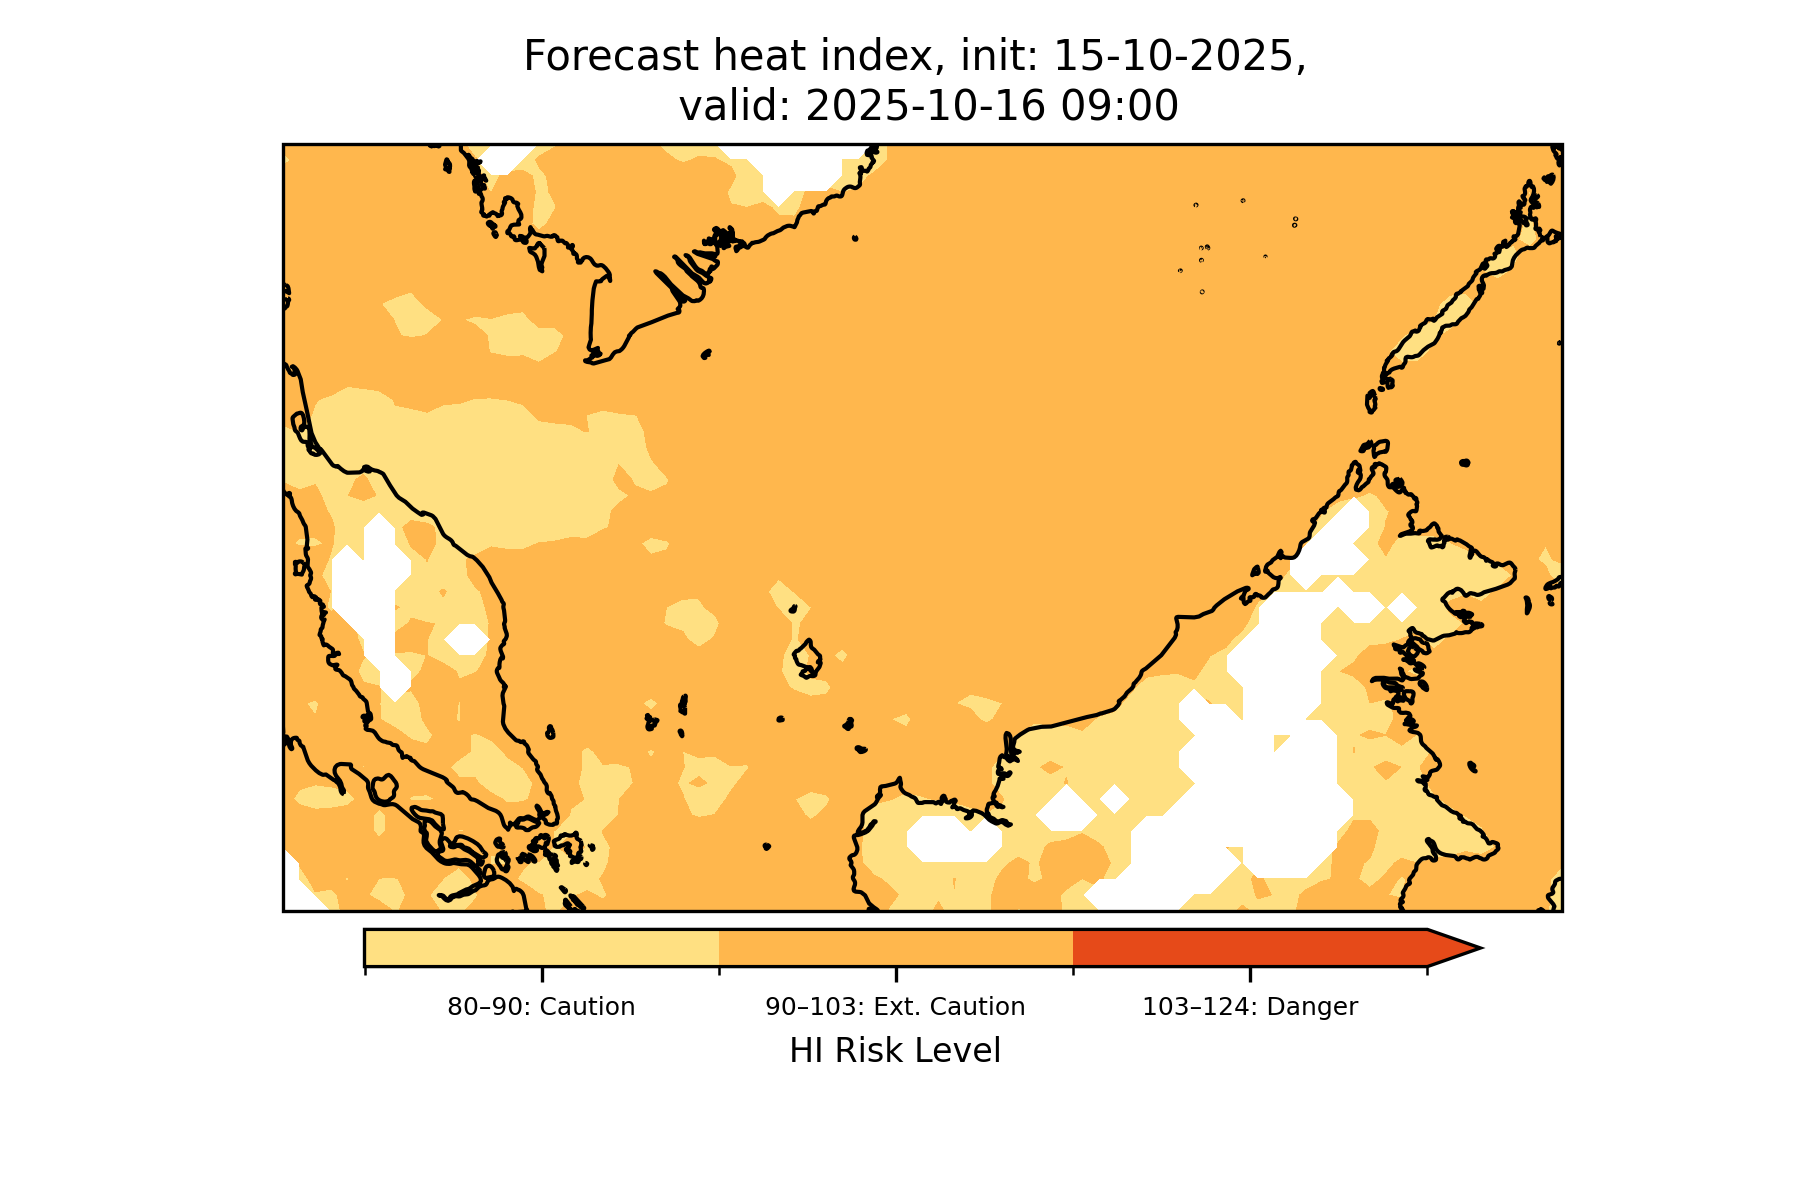 Forecast heat index, init: 15-10-2025,
valid: 2025-10-16 09:00
80–90: Caution
90–103: Ext. Caution
103–124: Danger
HI Risk Level